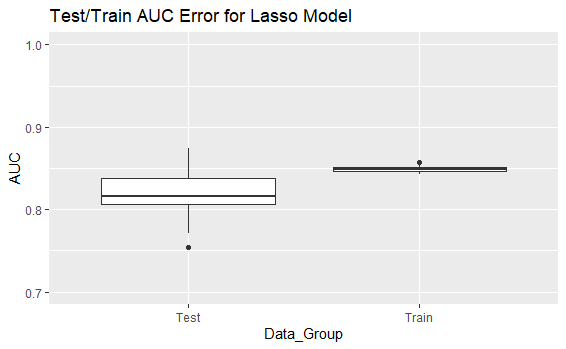 Test/Train AUC Error for Lasso Model
1.0
0.9
0.8
0.7
AUC
Test
Train
Data_Group